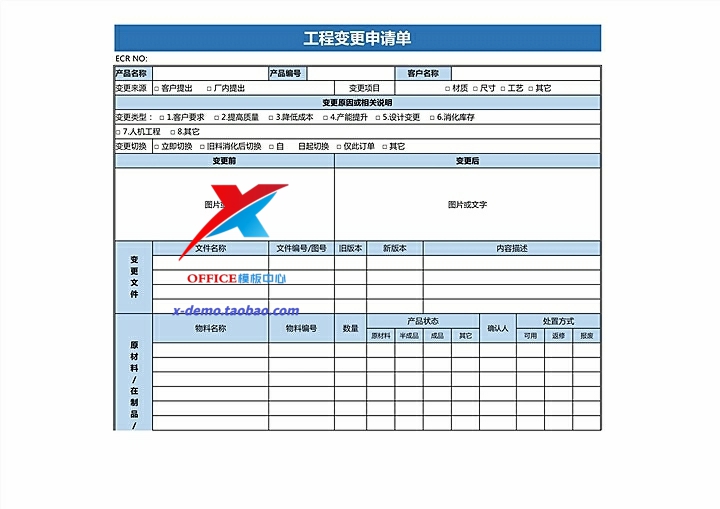 工程变更申请单
ECR NO:
产品名称 产品编号 客户名称
变更来源 □ 客户提出 □ 厂内提出 变更项目 □ 材质 □ 尺寸 □ 工艺 □ 其它
变更原因或相关说明
变更类型: □ 1.客户要求 □ 2.提高质量 □ 3.降低成本 □ 4.产能提升 □ 5.设计变更 □ 6.消化库存
□ 7.人机工程 □ 8.其它
变更切换 □ 立即切换 □ 旧料消化后切换 □ 自 日起切换 □ 仅此订单 □ 其它
变更前 变更后
图片或 图片或文字
变更文件 文件名称 文件编号/图号 旧版本 新版本 内容描述
OFFICE模板中心
x-demo.taobao.com
原材料/在制品/ 物料名称 物料编号 数量 产品状态 确认人 处置方式
原材料 半成品 成品 其它 可用 返修 报废